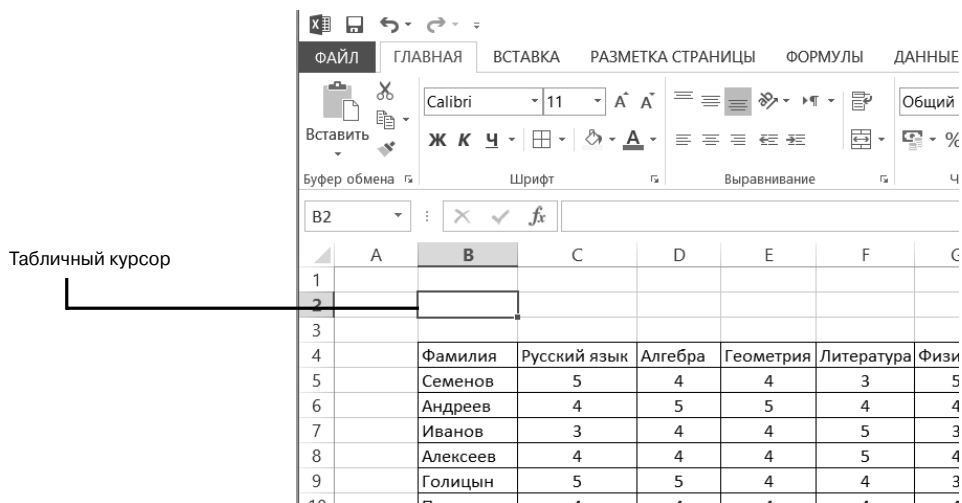 ФАЙЛ ГЛАВНАЯ ВСТАВКА РАЗМЕТКА СТРАНИЦЫ ФОРМУЛЫ ДАННЫЕ
Calibri 11 Общий
Вставить Ж К Ч А %
Буфер обмена Шрифт Выравнивание Ч
B2 fx
Табличный курсор
A B C D E F G
1
2
3
4 Фамилия Русский язык Алгебра Геометрия Литература Физи
5 Семенов 5 4 4 3 5
6 Андреев 4 5 5 4 4
7 Иванов 3 4 4 5 3
8 Алексеев 4 4 4 5 4
9 Голицын 5 5 4 4 3